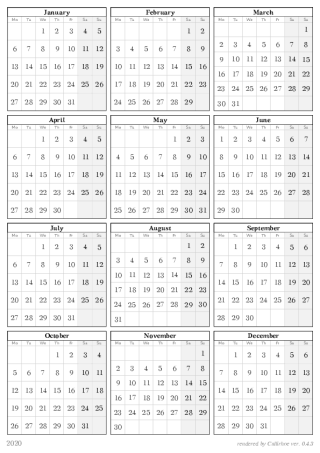 January
Mo Tu We Th Fr Sa Su
1 2 3 4 5
6 7 8 9 10 11 12
13 14 15 16 17 18 19
20 21 22 23 24 25 26
27 28 29 30 31
February
Mo Tu We Th Fr Sa Su
1 2
3 4 5 6 7 8 9
10 11 12 13 14 15 16
17 18 19 20 21 22 23
24 25 26 27 28 29
March
Mo Tu We Th Fr Sa Su
1
2 3 4 5 6 7 8
9 10 11 12 13 14 15
16 17 18 19 20 21 22
23 24 25 26 27 28 29
30 31
April
Mo Tu We Th Fr Sa Su
1 2 3 4 5
6 7 8 9 10 11 12
13 14 15 16 17 18 19
20 21 22 23 24 25 26
27 28 29 30
May
Mo Tu We Th Fr Sa Su
1 2 3
4 5 6 7 8 9 10
11 12 13 14 15 16 17
18 19 20 21 22 23 24
25 26 27 28 29 30 31
June
Mo Tu We Th Fr Sa Su
1 2 3 4 5 6 7
8 9 10 11 12 13 14
15 16 17 18 19 20 21
22 23 24 25 26 27 28
29 30
July
Mo Tu We Th Fr Sa Su
1 2 3 4 5
6 7 8 9 10 11 12
13 14 15 16 17 18 19
20 21 22 23 24 25 26
27 28 29 30 31
August
Mo Tu We Th Fr Sa Su
1 2
3 4 5 6 7 8 9
10 11 12 13 14 15 16
17 18 19 20 21 22 23
24 25 26 27 28 29 30
31
September
Mo Tu We Th Fr Sa Su
1 2 3 4 5 6
7 8 9 10 11 12 13
14 15 16 17 18 19 20
21 22 23 24 25 26 27
28 29 30
October
Mo Tu We Th Fr Sa Su
1 2 3 4
5 6 7 8 9 10 11
12 13 14 15 16 17 18
19 20 21 22 23 24 25
26 27 28 29 30 31
November
Mo Tu We Th Fr Sa Su
1
2 3 4 5 6 7 8
9 10 11 12 13 14 15
16 17 18 19 20 21 22
23 24 25 26 27 28 29
30
December
Mo Tu We Th Fr Sa Su
1 2 3 4 5 6
7 8 9 10 11 12 13
14 15 16 17 18 19 20
21 22 23 24 25 26 27
28 29 30 31
2020
rendered by Callirhoe ver. 0.4.3